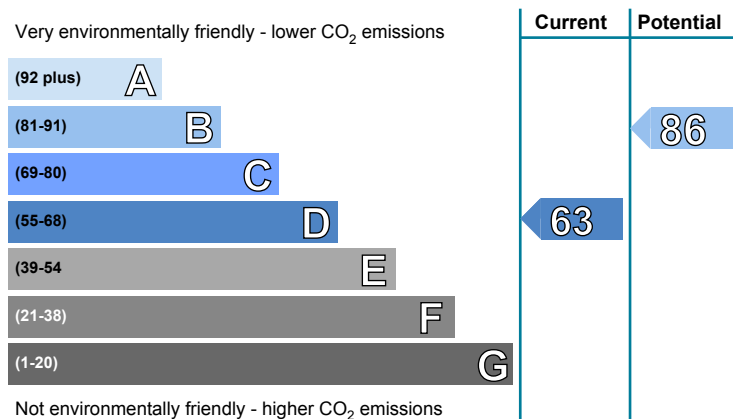 Current Potential
Very environmentally friendly - lower CO2 emissions
(92 plus) A
(81-91) B 86
(69-80) C
(55-68) D 63
(39-54 E
(21-38) F
(1-20) G
Not environmentally friendly - higher CO2 emissions